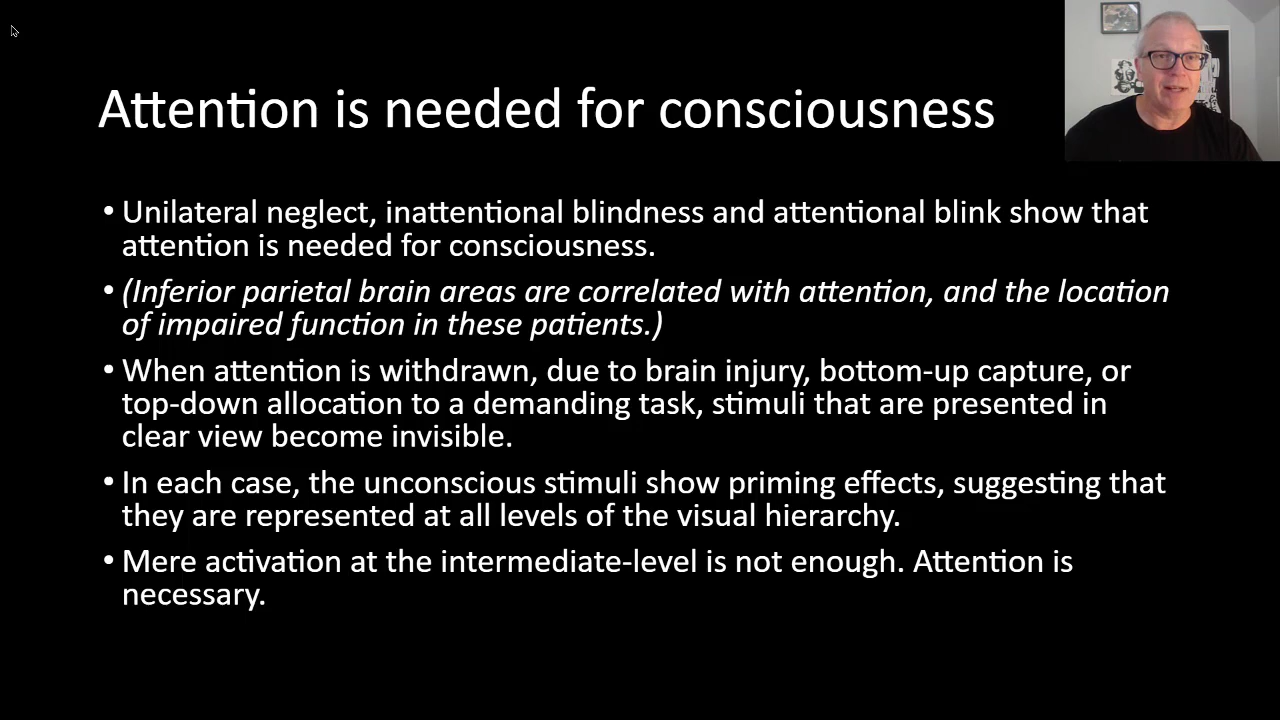 Attention is needed for consciousness
• Unilateral neglect, inattentional blindness and attentional blink show that
attention is needed for consciousness.
• (Inferior parietal brain areas are correlated with attention, and the location
of impaired function in these patients.)
• When attention is withdrawn, due to brain injury, bottom-up capture, or
top-down allocation to a demanding task, stimuli that are presented in
clear view become invisible.
• In each case, the unconscious stimuli show priming effects, suggesting that
they are represented at all levels of the visual hierarchy.
• Mere activation at the intermediate-level is not enough. Attention is
necessary.